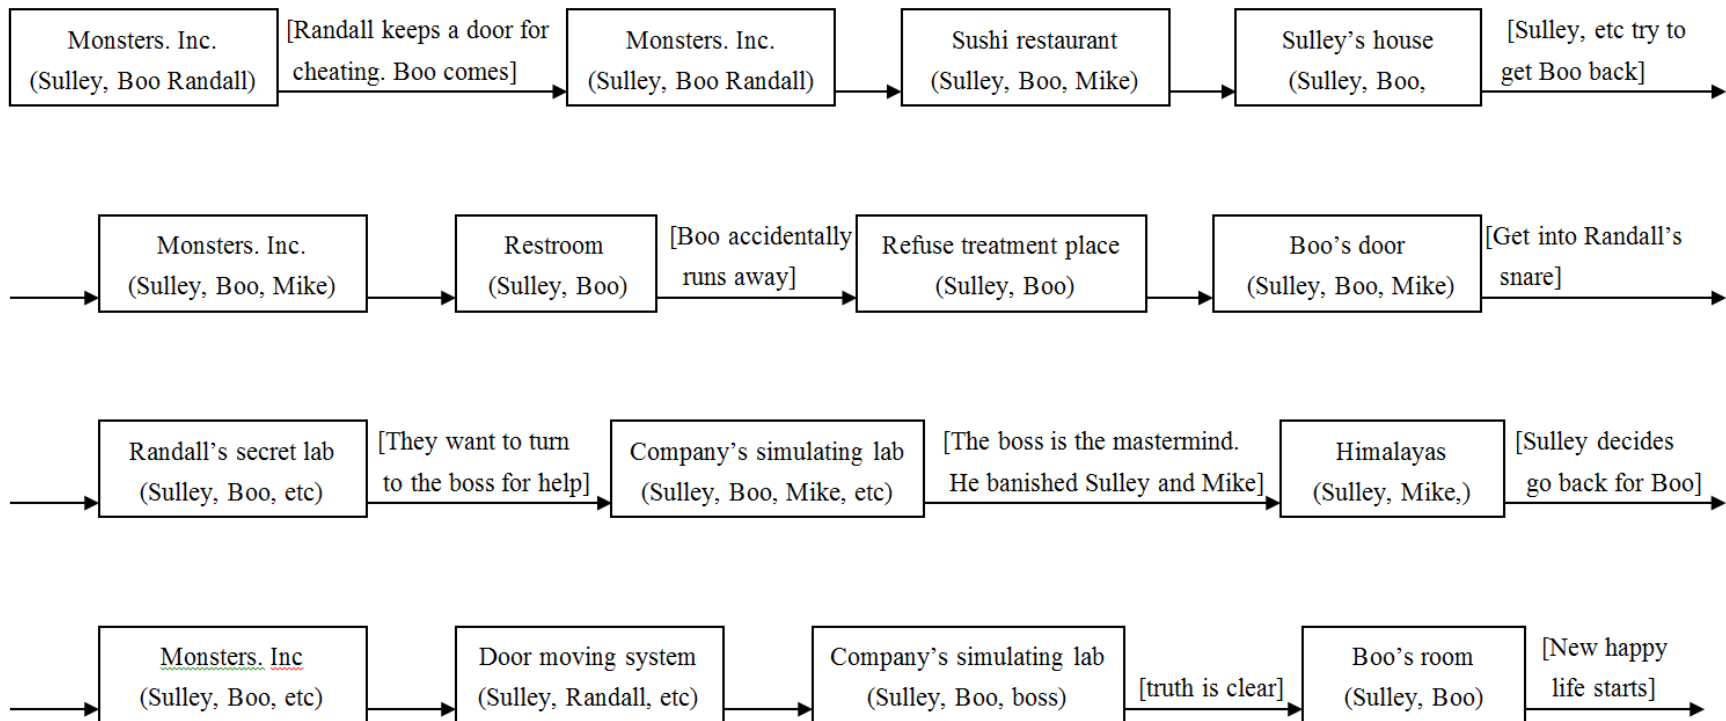 Monsters. Inc.
(Sulley, Boo Randall)
[Randall keeps a door for
cheating. Boo comes]
Monsters. Inc.
(Sulley, Boo Randall)
Sushi restaurant
(Sulley, Boo, Mike)
Sulley’s house
(Sulley, Boo,
[Sulley, etc try to
get Boo back]
Monsters. Inc.
(Sulley, Boo, Mike)
Restroom
(Sulley, Boo)
[Boo accidentally
runs away]
Refuse treatment place
(Sulley, Boo)
Boo’s door
(Sulley, Boo, Mike)
[Get into Randall’s
snare]
Randall’s secret lab
(Sulley, Boo, etc)
[They want to turn
to the boss for help]
Company’s simulating lab
(Sulley, Boo, Mike, etc)
[The boss is the mastermind.
He banished Sulley and Mike]
Himalayas
(Sulley, Mike,)
[Sulley decides
go back for Boo]
Monsters. Inc
(Sulley, Boo, etc)
Door moving system
(Sulley, Randall, etc)
Company’s simulating lab
(Sulley, Boo, boss)
[truth is clear]
Boo’s room
(Sulley, Boo)
[New happy
life starts]